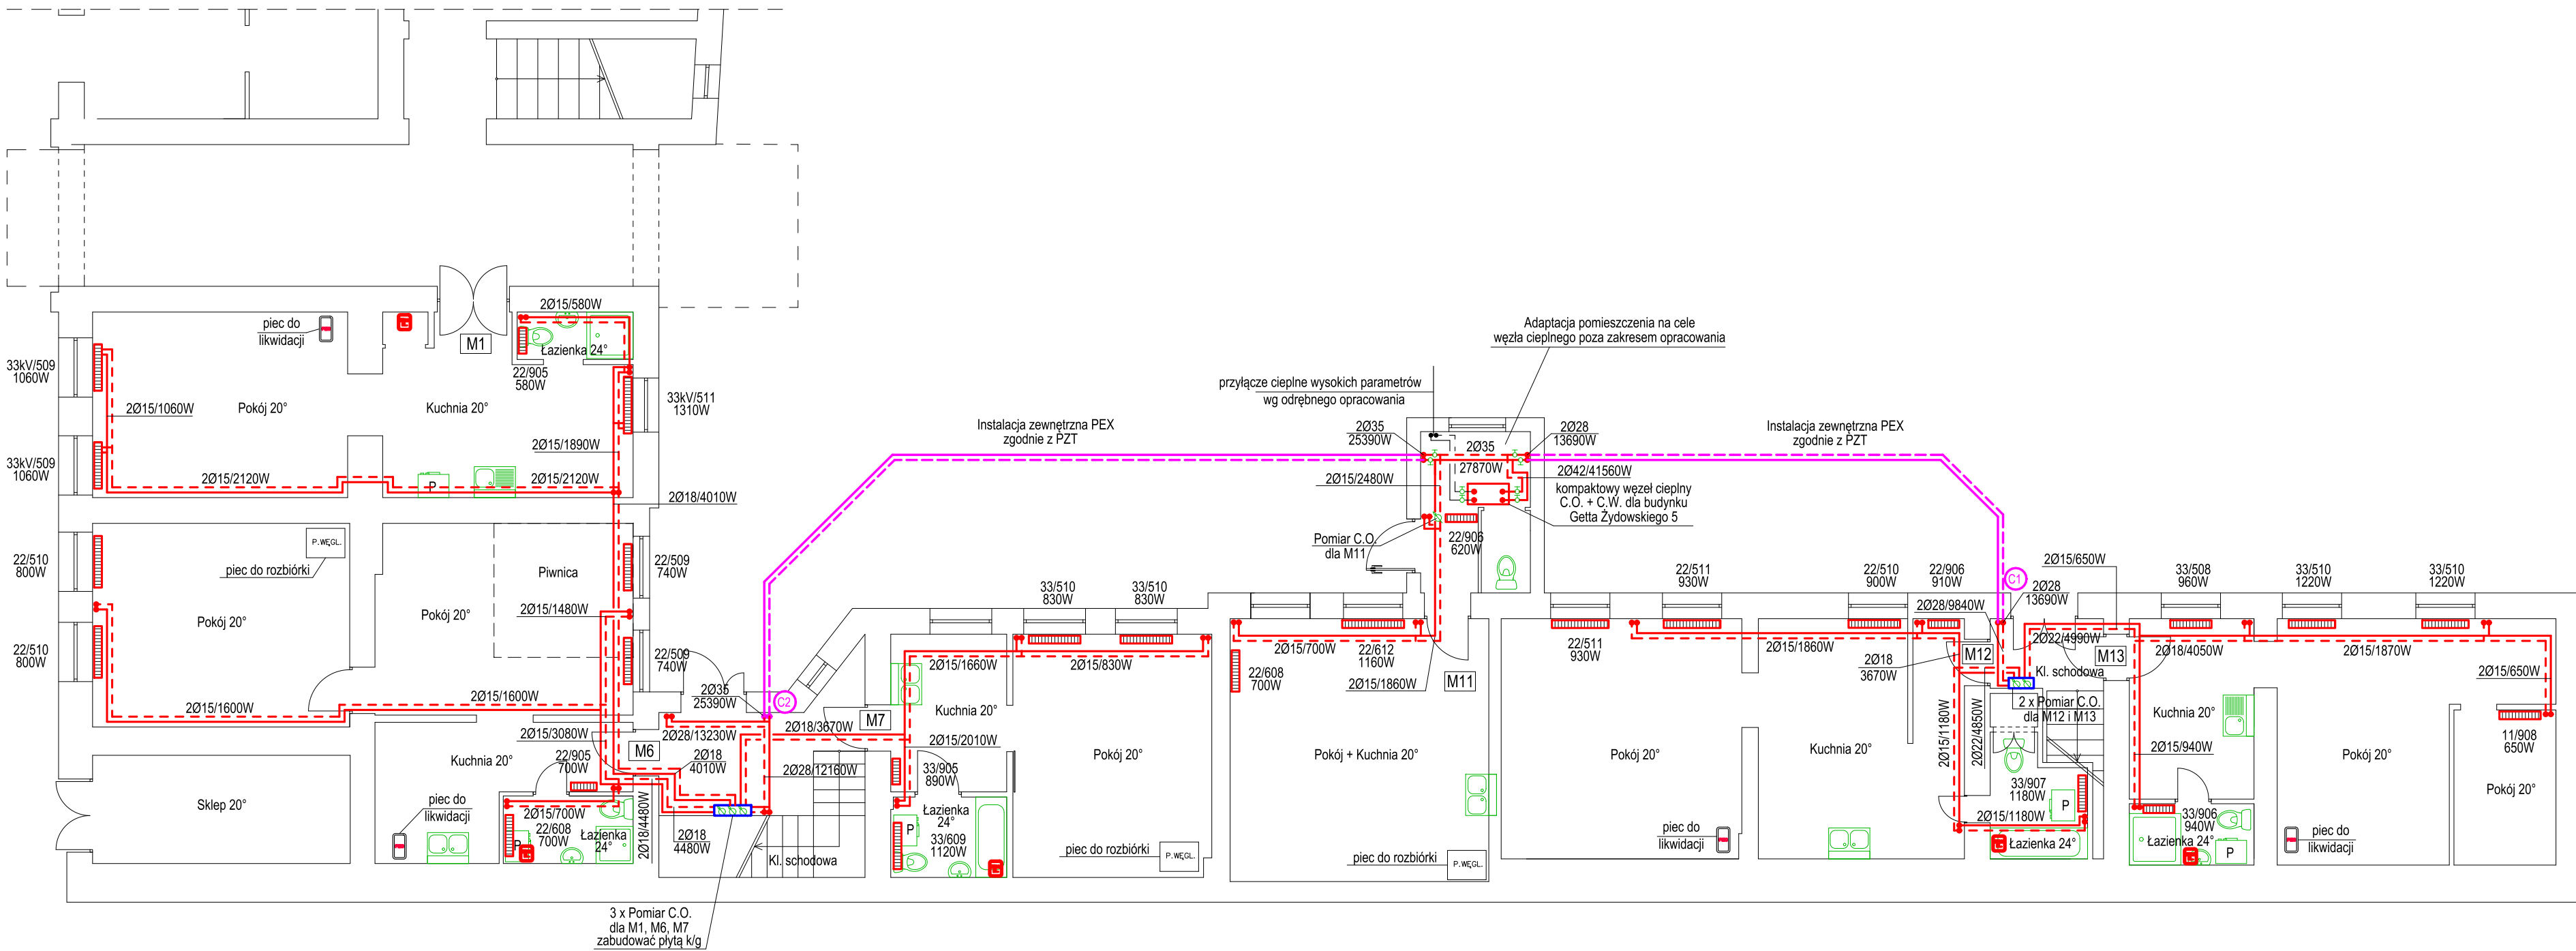 2Ø15/580W
piec do
likwidacji
M1
Łazienka 24°
22/905
580W
33kV/509
1060W
2Ø15/1060W
Pokój 20°
Kuchnia 20°
33kV/511
1310W
2Ø15/1890W
33kV/509
1060W
2Ø15/2120W
P
2Ø15/2120W
2Ø18/4010W
P.WĘGL.
piec do rozbiórki
22/510
800W
Piwnica
22/509
740W
2Ø15/1480W
Pokój 20°
Pokój 20°
22/510
800W
22/509
740W
2Ø15/1600W
2Ø15/1600W
2Ø15/3080W
M6
Kuchnia 20°
22/905
700W
Sklep 20°
piec do
likwidacji
2Ø15/700W
22/608
700W
P
Łazienka
24°
2Ø18/4480W
2Ø18
4480W
2Ø18
4010W
2Ø28/13230W
2Ø35
25390W
C2
2Ø28/12160W
2Ø18/3670W
Kl. schodowa
3 x Pomiar C.O.
dla M1, M6, M7
zabudować płytą k/g
M7
33/510
830W
33/510
830W
2Ø15/1660W
2Ø15/830W
Kuchnia 20°
2Ø15/2010W
33/905
890W
Łazienka
24°
P
33/609
1120W
Pokój 20°
piec do rozbiórki
P.WĘGL.
Instalacja zewnętrzna PEX
zgodnie z PZT
przyłącze cieplne wysokich parametrów
wg odrębnego opracowania
Adaptacja pomieszczenia na cele
węzła cieplnego poza zakresem opracowania
2Ø35
25390W
2Ø35
27870W
2Ø28
13690W
2Ø15/2480W
2Ø42/41560W
kompaktowy węzeł cieplny
C.O. + C.W. dla budynku
Getta Żydowskiego 5
Pomiar C.O.
dla M11
22/906
620W
2Ø15/700W
22/612
1160W
22/608
700W
2Ø15/1860W
M11
Pokój + Kuchnia 20°
piec do rozbiórki
P.WĘGL.
Instalacja zewnętrzna PEX
zgodnie z PZT
22/511
930W
22/510
900W
22/906
910W
22/511
930W
2Ø15/1860W
2Ø18
3670W
Pokój 20°
Kuchnia 20°
piec do
likwidacji
C1
2Ø15/650W
2Ø28
13690W
2Ø28/9840W
2Ø22/4990W
M12
Kl. schodowa
M13
2 x Pomiar C.O.
dla M12 i M13
2Ø15/1180W
2Ø22/4850W
33/907
1180W
P
2Ø15/1180W
Łazienka 24°
33/508
960W
33/510
1220W
33/510
1220W
2Ø18/4050W
2Ø15/1870W
2Ø15/650W
Kuchnia 20°
2Ø15/940W
11/908
650W
Pokój 20°
Pokój 20°
33/906
940W
Łazienka 24°
P
piec do
likwidacji